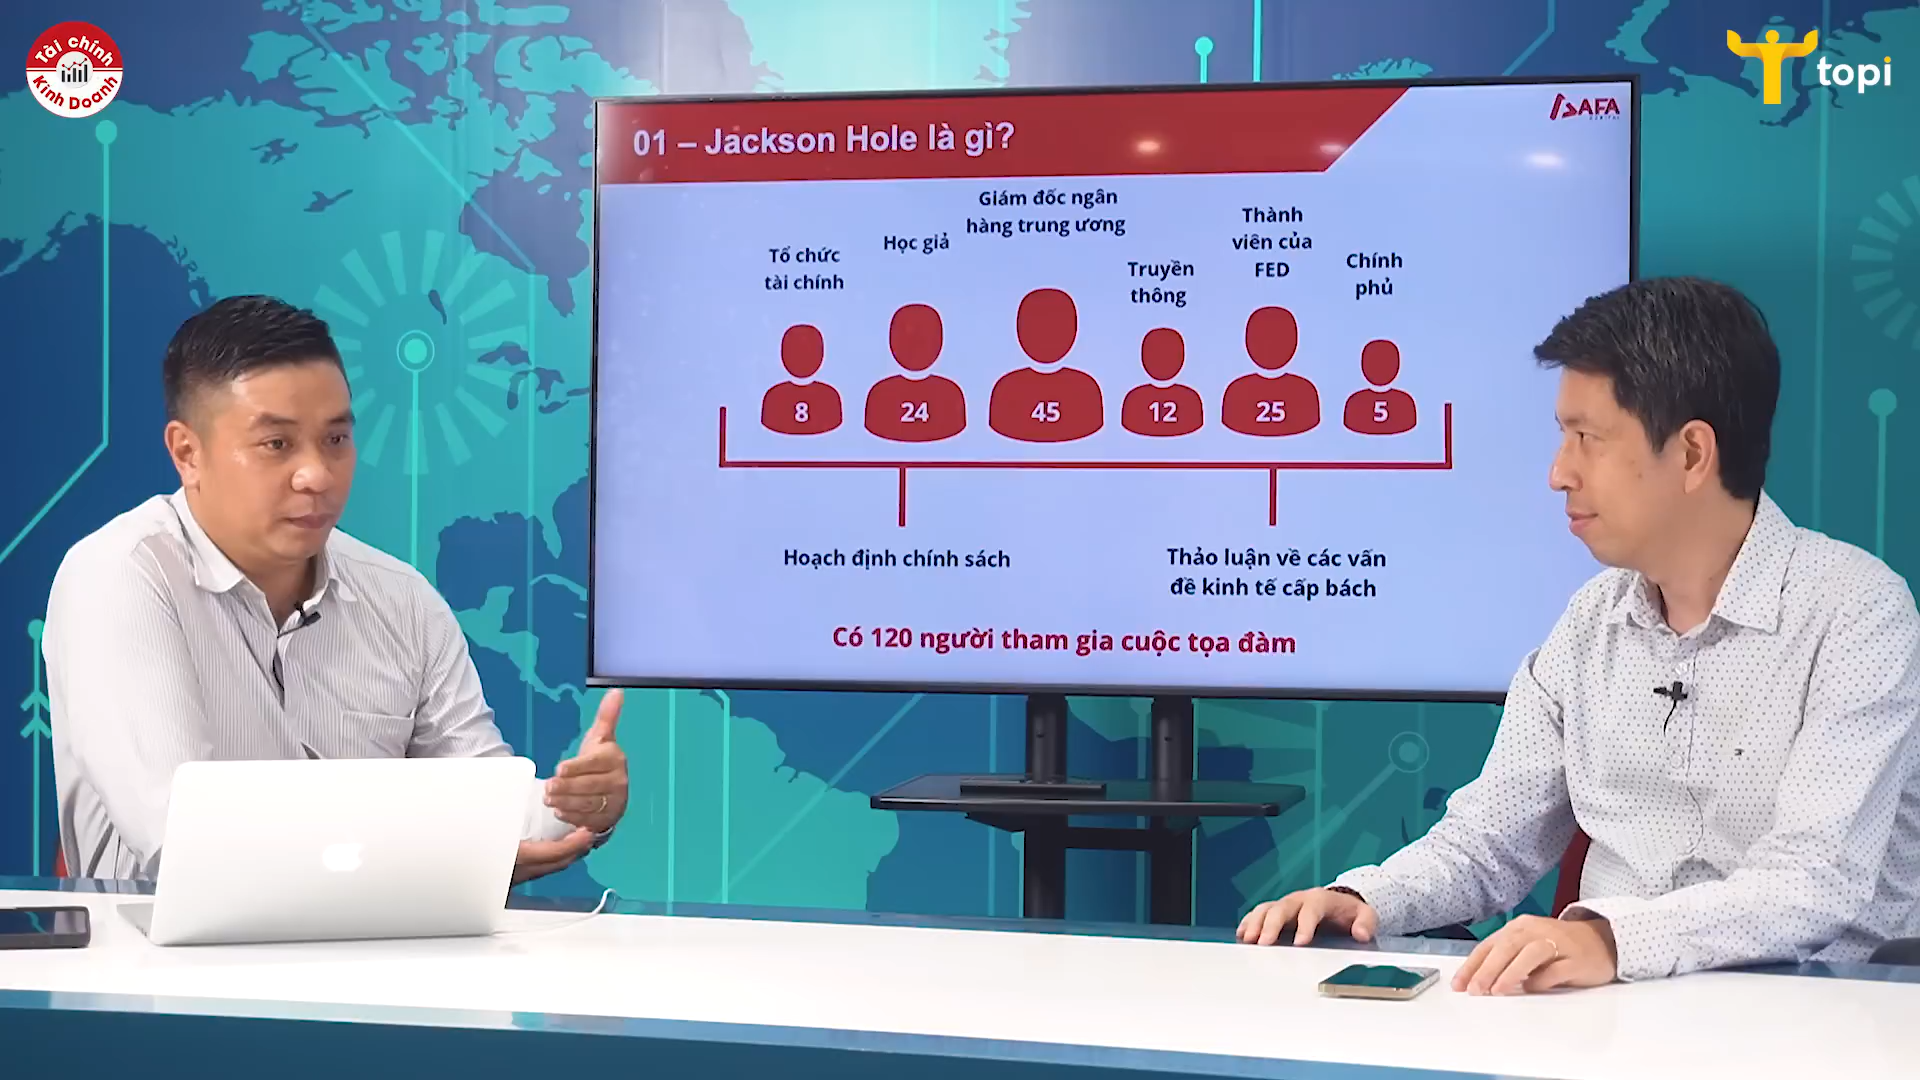 Tài chính
Kinh Doanh
topi
AFA
01 – Jackson Hole là gì?
Tổ chức
tài chính
Học giả
Giám đốc ngân
hàng trung ương
Truyền
thông
Thành
viên của
FED
Chính
phủ
8
24
45
12
25
5
Hoạch định chính sách
Thảo luận về các vấn
đề kinh tế cấp bách
Có 120 người tham gia cuộc tọa đàm